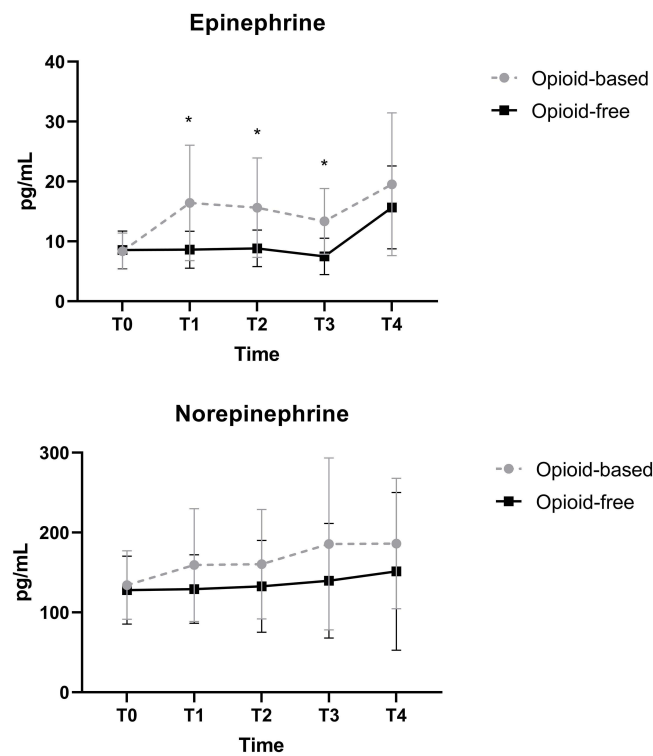 Epinephrine
40
30
20
10
0
pg/mL
* * *
T0 T1 T2 T3 T4
Time
Opioid-based
Opioid-free
Norepinephrine
300
200
100
0
pg/mL
T0 T1 T2 T3 T4
Time
Opioid-based
Opioid-free